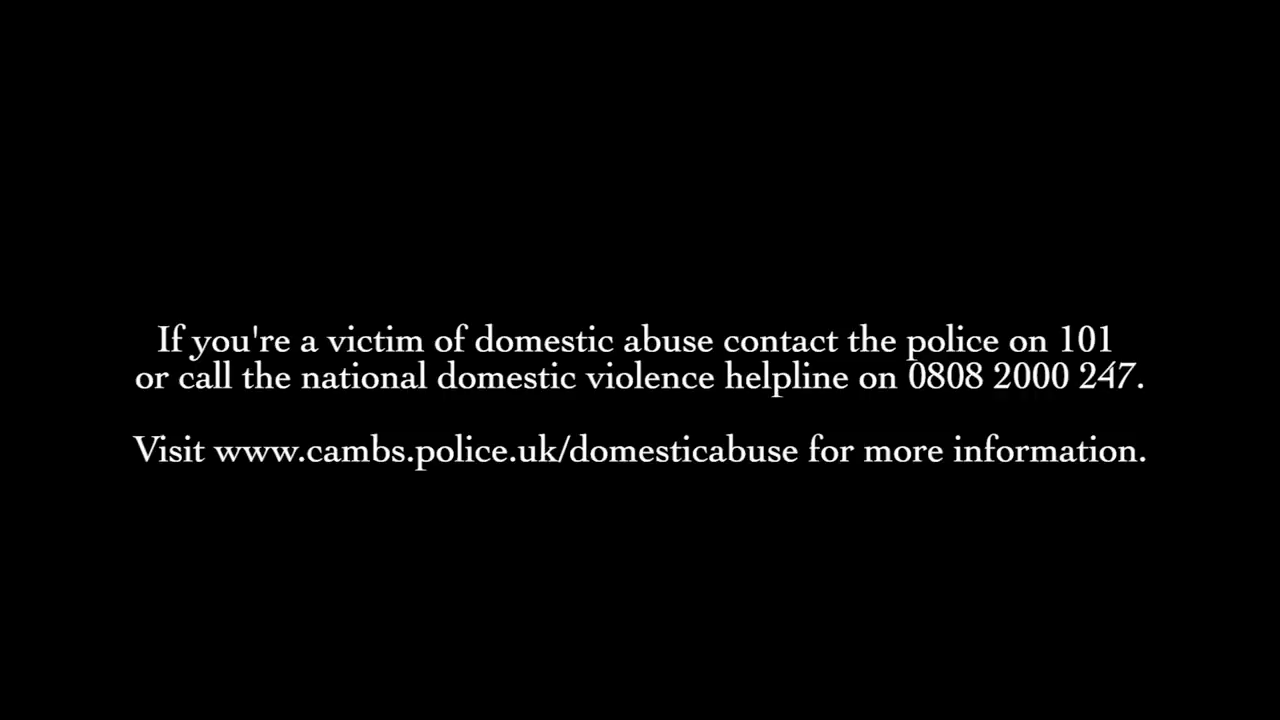 If you're a victim of domestic abuse contact the police on 101
or call the national domestic violence helpline on 0808 2000 247.
Visit www.cambs.police.uk/domesticabuse for more information.